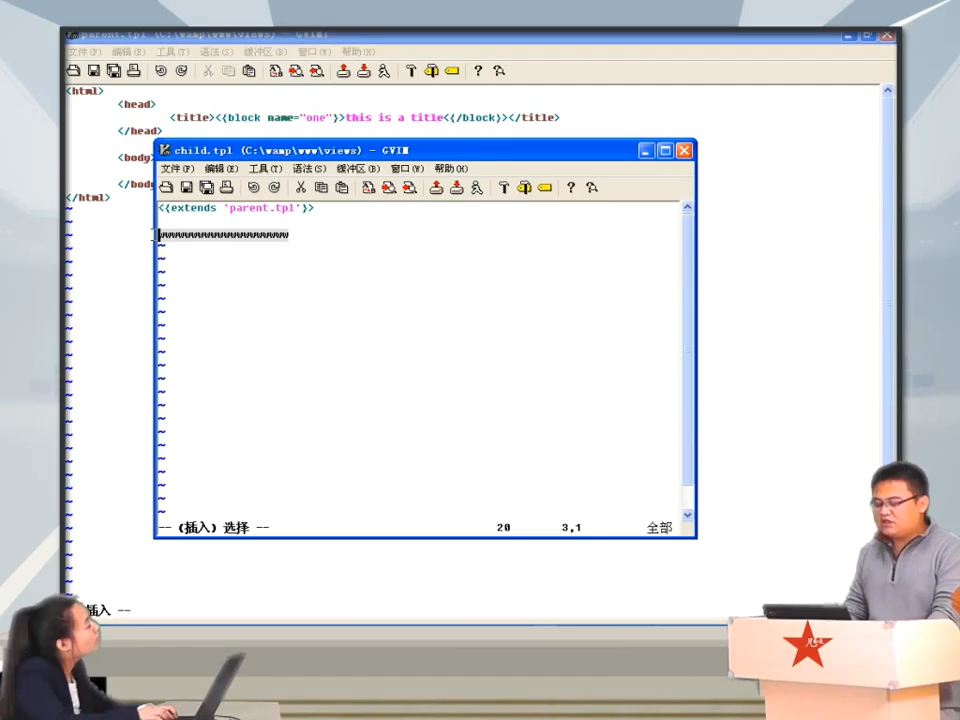 parent.tpl (C:\wamp\www\views) - GVIM
文件(F) 编辑(E) 工具(T) 语法(S) 缓冲区(B) 窗口(W) 帮助(H)
<html>
<head>
<title><{block name="one"}>this is a title<{/block}></title>
</head>
<body>
</body
</html>
~
插入 --
child.tpl (C:\wamp\www\views) - GVIM
文件(F) 编辑(E) 工具(T) 语法(S) 缓冲区(B) 窗口(W) 帮助(H)
<{extends 'parent.tpl'}>
wwwwwwwwwwwwwwwwwwww
~
-- (插入) 选择 -- 20 3,1 全部